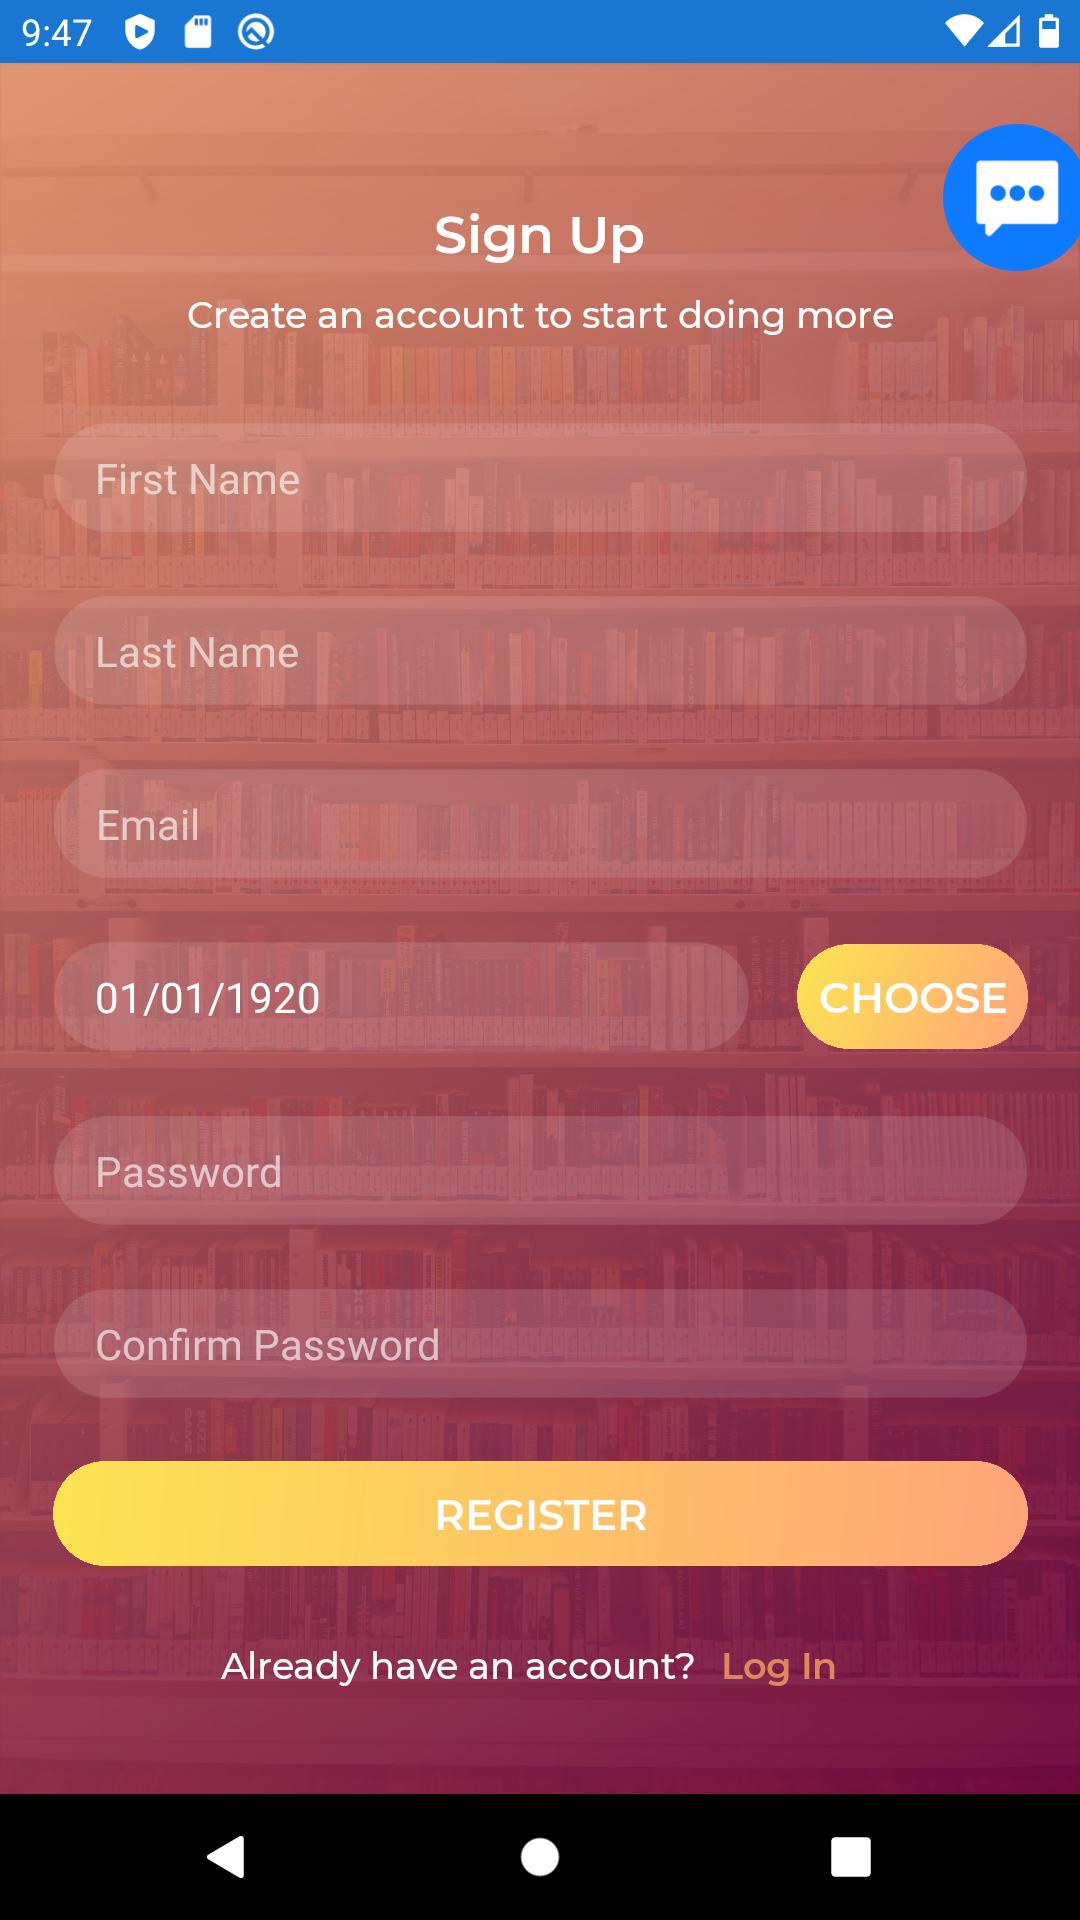 9:47
Sign Up
Create an account to start doing more
First Name
Last Name
Email
01/01/1920
CHOOSE
Password
Confirm Password
REGISTER
Already have an account? Log In